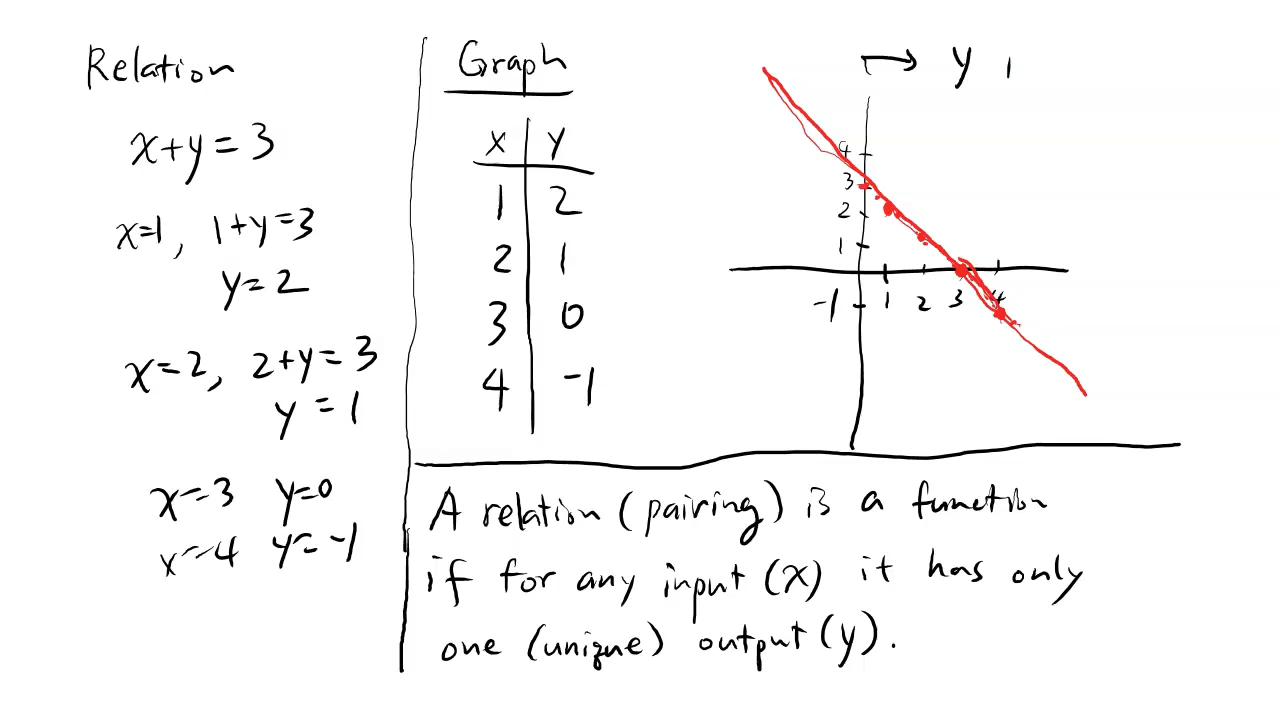 Relation
x+y=3
x=1, 1+y=3
y=2
x=2, 2+y=3
y=1
x=3 y=0
x=4 y=-1
Graph
x y
1 2
2 1
3 0
4 -1
y
4
3
2
1
-1 1 2 3 4
A relation (pairing) is a function
if for any input (x) it has only
one (unique) output (y).